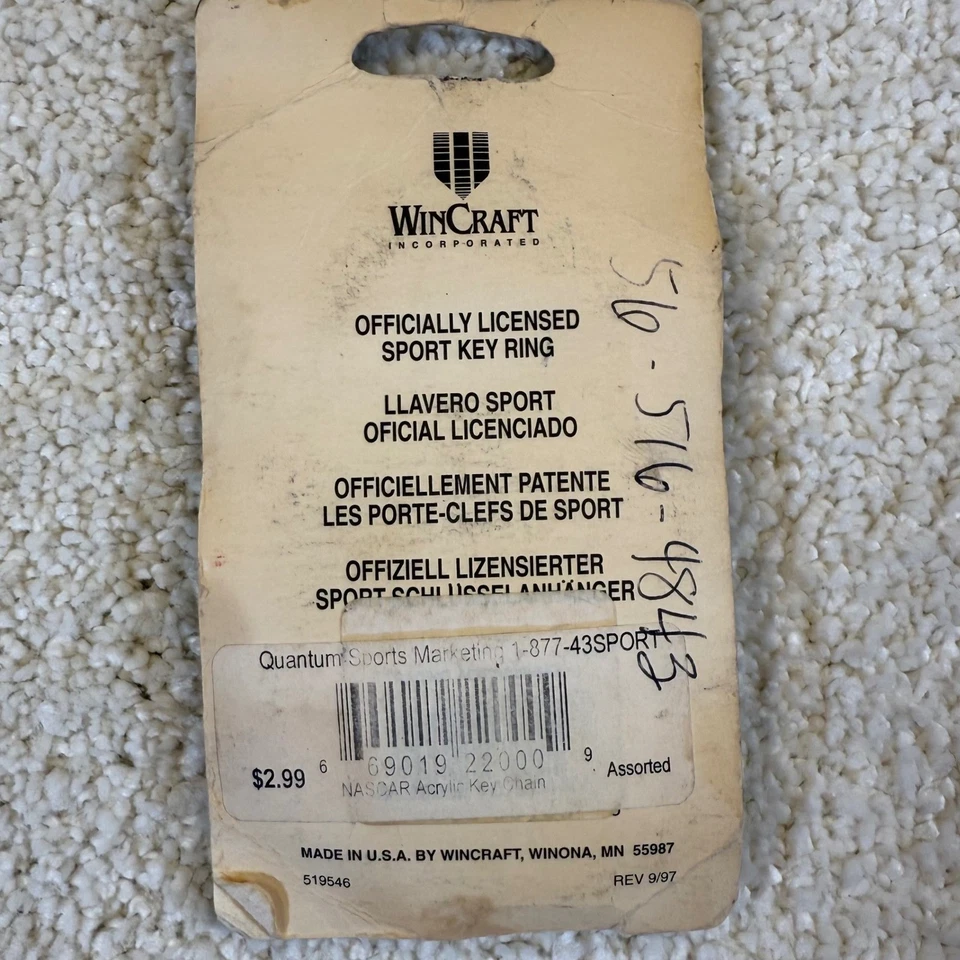 WINCRAFT
INCORPORATED
OFFICIALLY LICENSED
SPORT KEY RING
LLAVERO SPORT
OFICIAL LICENCIADO
OFFICIELLEMENT PATENTE
LES PORTE-CLEFS DE SPORT
OFFIZIELL LIZENSIERTER
SPORT SCHLÜSSELANHÄNGER
56-516-4843
Quantum Sports Marketing 1-877-43SPORT
6 69019 22000 9
$2.99
Assorted
NASCAR Acrylic Key Chain
MADE IN U.S.A. BY WINCRAFT, WINONA, MN 55987
519546
REV 9/97